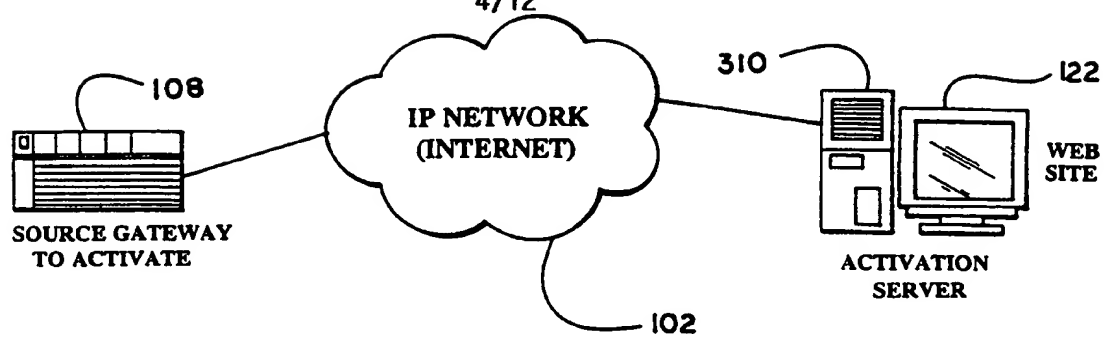 4/12
108
IP NETWORK
(INTERNET)
310
122
WEB
SITE
SOURCE GATEWAY
TO ACTIVATE
ACTIVATION
SERVER
102